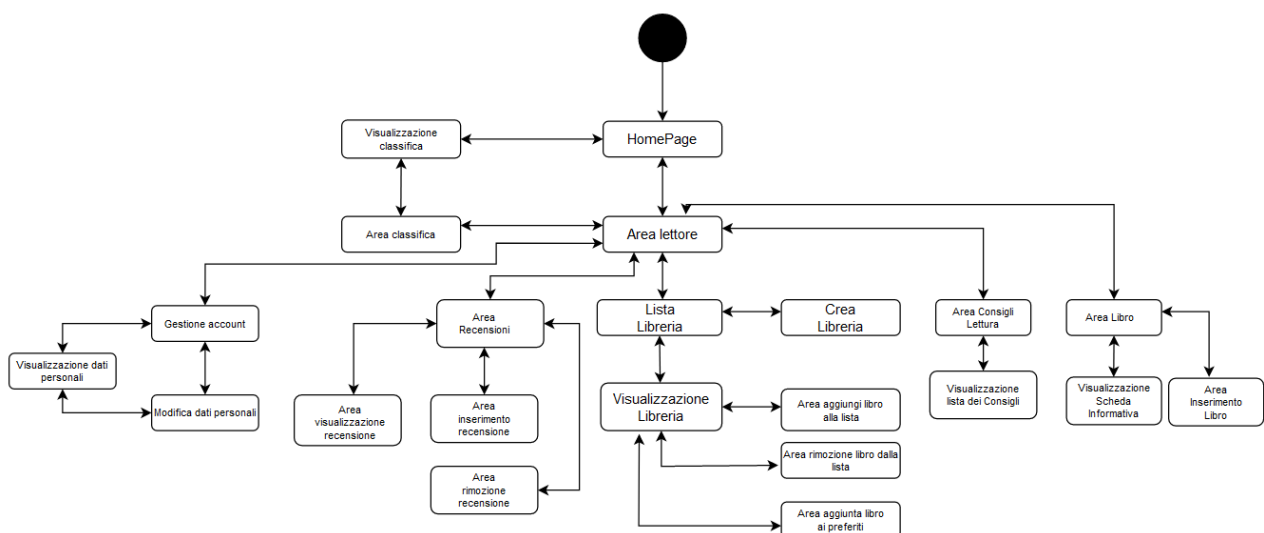 HomePage
Visualizzazione
classifica
Area classifica
Area lettore
Gestione account
Visualizzazione dati
personali
Modifica dati personali
Area
Recensioni
Area
visualizzazione
recensione
Area
inserimento
recensione
Area
rimozione
recensione
Lista
Libreria
Crea
Libreria
Visualizzazione
Libreria
Area aggiungi libro
alla lista
Area rimozione libro dalla
lista
Area aggiunta libro
ai preferiti
Area Consigli
Lettura
Visualizzazione
lista dei Consigli
Area Libro
Visualizzazione
Scheda
Informativa
Area
Inserimento
Libro